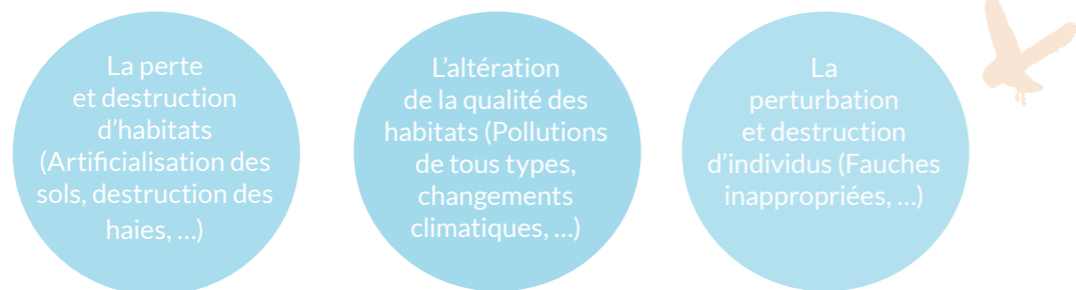 La perte
et destruction
d'habitats
(Artificialisation des
sols, destruction des
haies, ...)
L'altération
de la qualité des
habitats (Pollutions
de tous types,
changements
climatiques, ...)
La
perturbation
et destruction
d'individus (Fauches
inappropriées, ...)